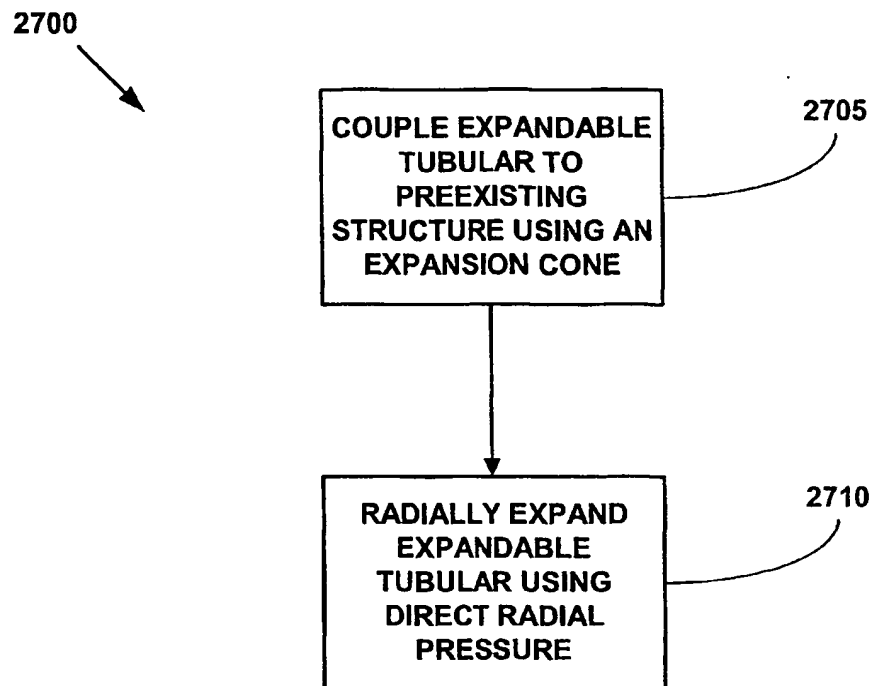 2700
COUPLE EXPANDABLE
TUBULAR TO
PREEXISTING
STRUCTURE USING AN
EXPANSION CONE
2705
RADIALLY EXPAND
EXPANDABLE
TUBULAR USING
DIRECT RADIAL
PRESSURE
2710